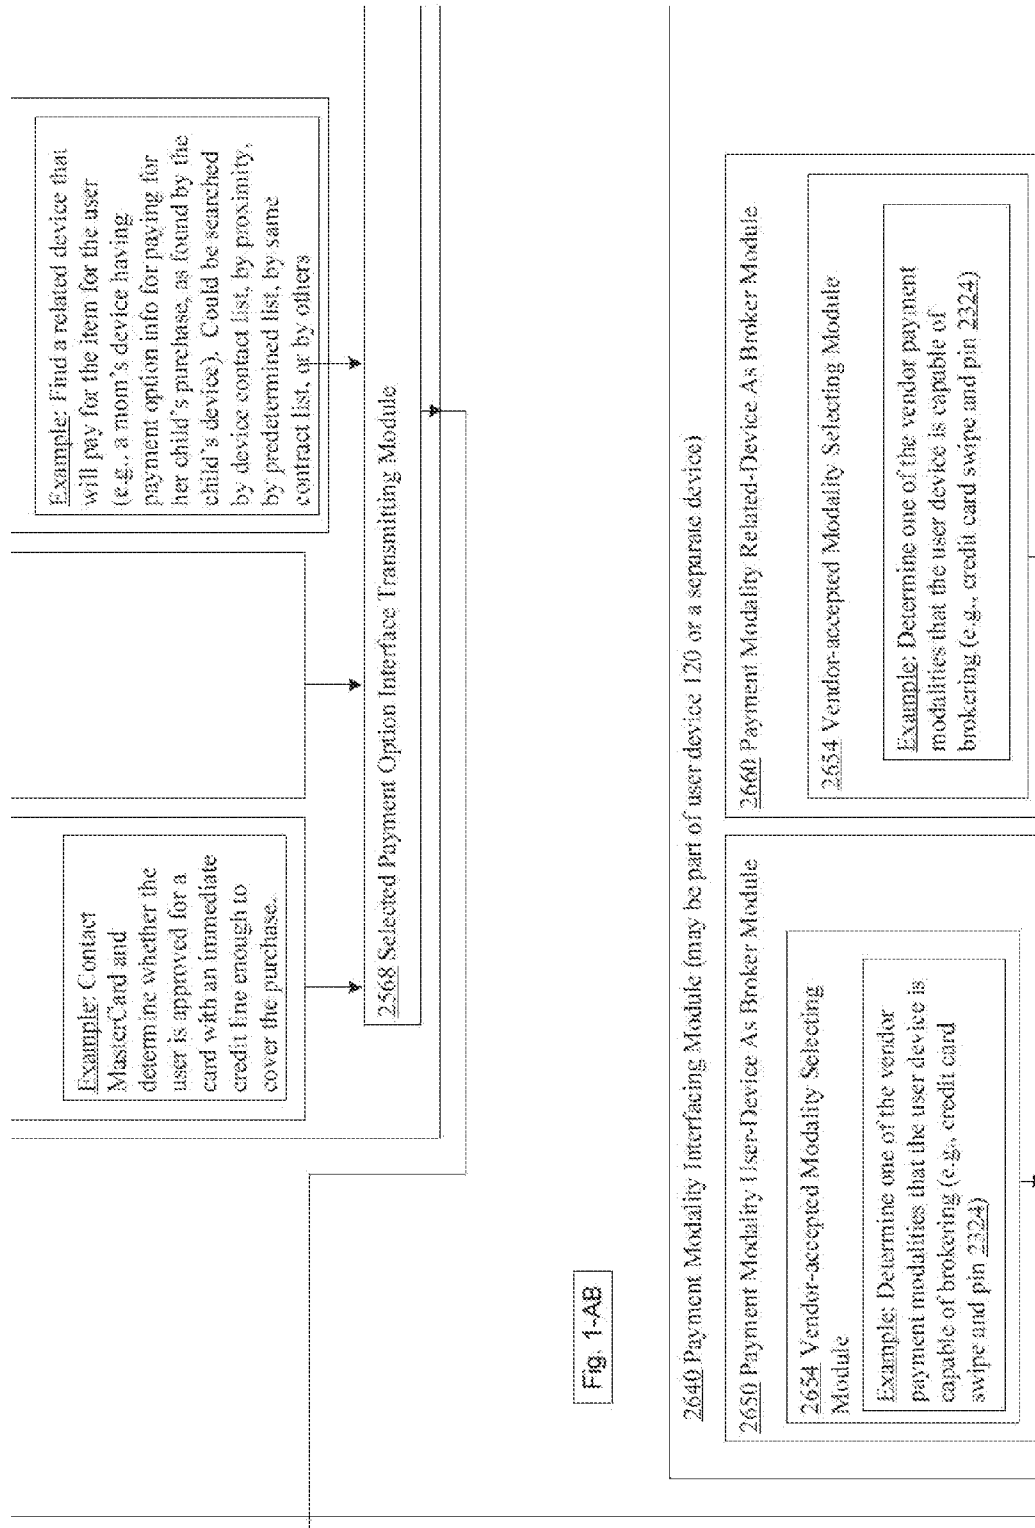 Example: Contact
MasterCard and
determine whether the
user is approved for a
card with an immediate
credit line enough to
cover the purchase.
Example: Find a related device that
will pay for the item for the user
(e.g., a mom's device having
payment option info for paying for
her child's purchase, as found by the
child's device). Could be searched
by device contact list, by proximity,
by predetermined list, by same
contract list, or by others
2568 Selected Payment Option Interface Transmitting Module
Fig. 1-AB
2640 Payment Modality Interfacing Module (may be part of user device 120 or a separate device)
2650 Payment Modality User-Device As Broker Module
2654 Vendor-accepted Modality Selecting
Module
Example: Determine one of the vendor
payment modalities that the user device is
capable of brokering (e.g., credit card
swipe and pin 2324)
2660 Payment Modality Related-Device As Broker Module
2654 Vendor-accepted Modality Selecting Module
Example: Determine one of the vendor payment
modalities that the user device is capable of
brokering (e.g., credit card swipe and pin 2324)